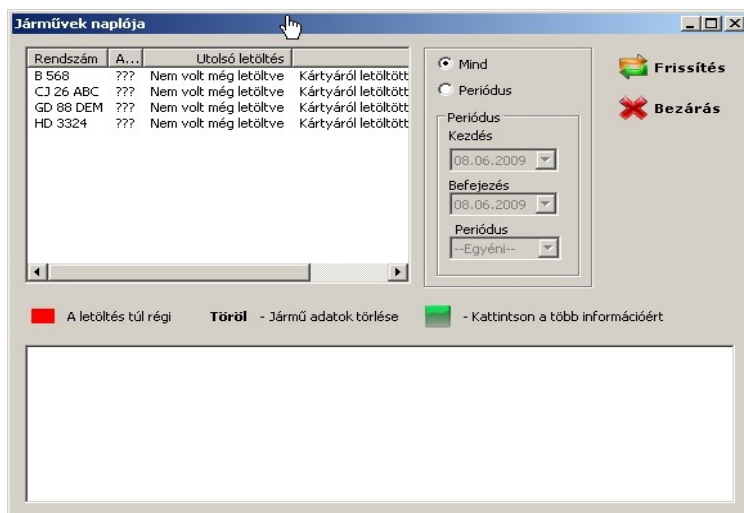 Járművek naplója
Rendszám A... Utolsó letöltés
B 568 ??? Nem volt még letöltve Kártyáról letöltött
CJ 26 ABC ??? Nem volt még letöltve Kártyáról letöltött
GD 88 DEM ??? Nem volt még letöltve Kártyáról letöltött
HD 3324 ??? Nem volt még letöltve Kártyáról letöltött
Mind
Periódus
Periódus
Kezdés
08.06.2009
Befejezés
08.06.2009
Periódus
--Egyéni--
Frissítés
Bezárás
A letöltés túl régi Töröl - Jármű adatok törlése - Kattintson a több információért